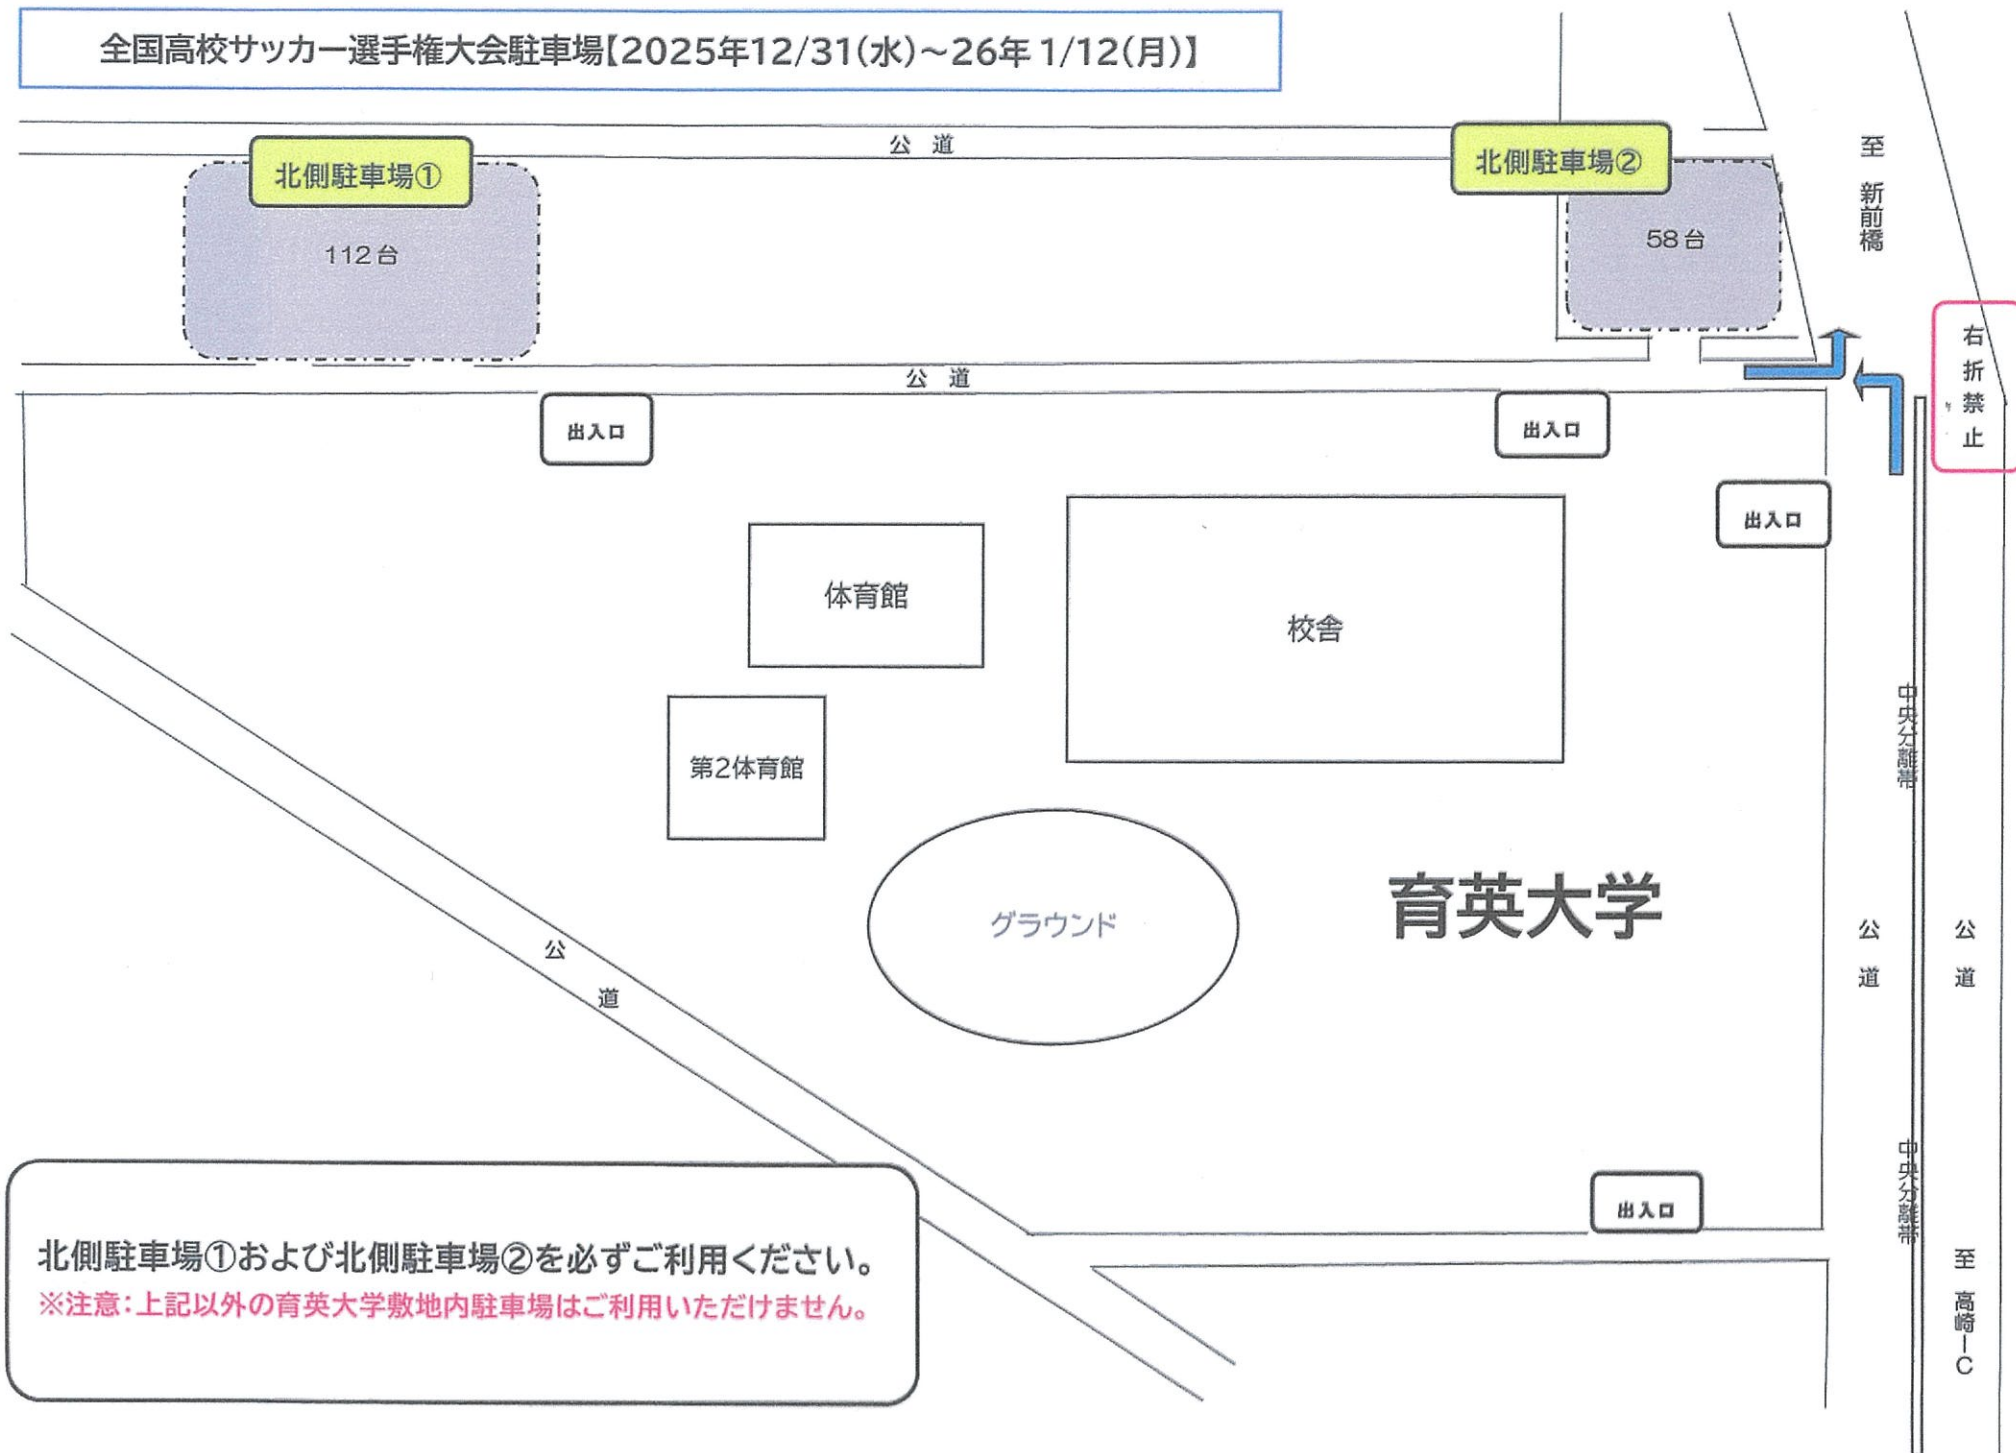 全国高校サッカー選手権大会駐車場【2025年12/31(水)～26年1/12(月)】
公 道
北側駐車場①
112台
北側駐車場②
58台
至 新前橋
右折禁止
公 道
出入口
出入口
出入口
体育館
校舎
第2体育館
中央分離帯
グラウンド
育英大学
公道
公道
公道
中央分離帯
出入口
北側駐車場①および北側駐車場②を必ずご利用ください。
※注意：上記以外の育英大学敷地内駐車場はご利用いただけません。
至 高崎IC